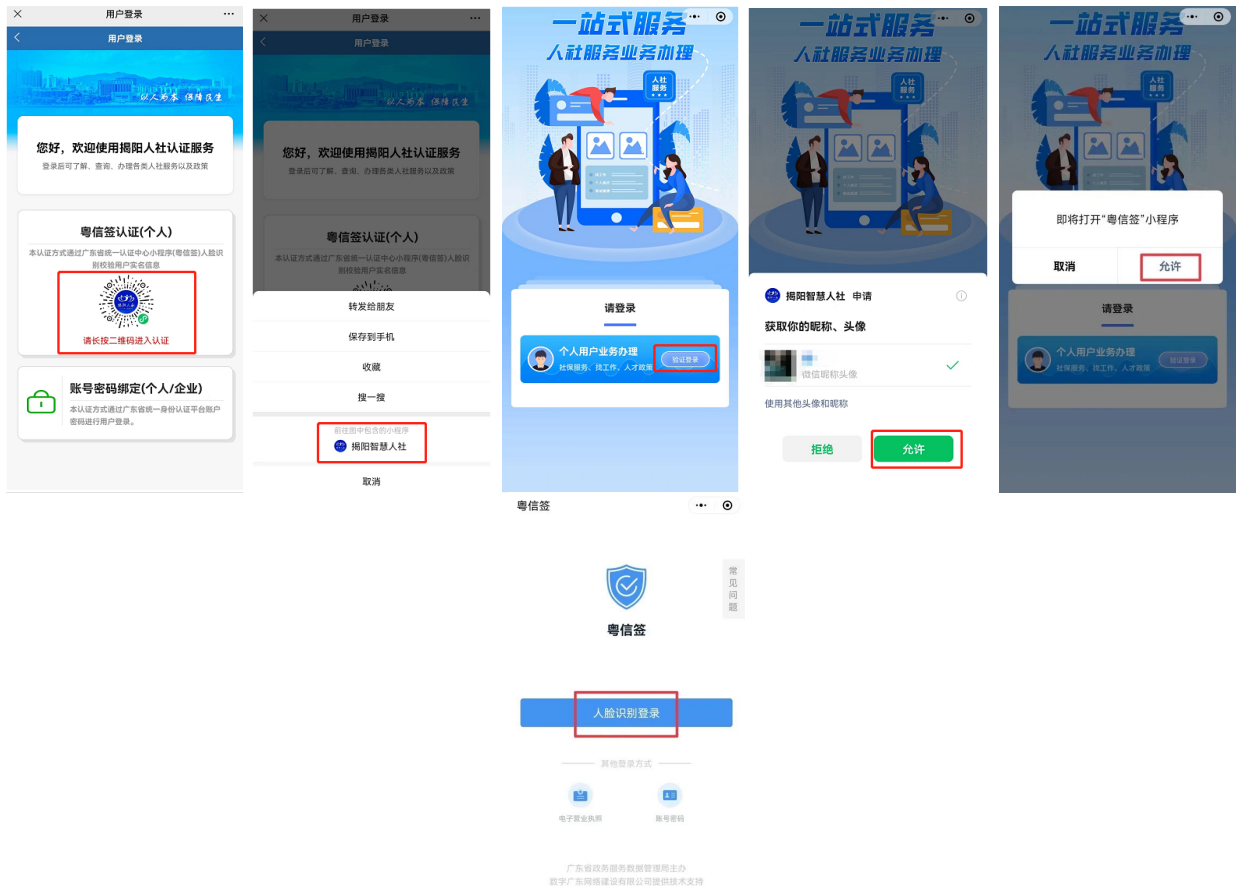 用户登录
用户登录
以人为本 保障民生
您好，欢迎使用揭阳人社认证服务
登录后可了解、查询、办理各类人社服务以及政策
粤信签认证(个人)
本认证方式通过广东省统一认证中心小程序(粤信签)人脸识
别校验用户实名信息
揭阳人社
请长按二维码进入认证
账号密码绑定(个人/企业)
本认证方式通过广东省统一身份认证平台账户
密码进行用户登录。
用户登录
用户登录
以人为本 保障民生
您好，欢迎使用揭阳人社认证服务
登录后可了解、查询、办理各类人社服务以及政策
粤信签认证(个人)
本认证方式通过广东省统一认证中心小程序(粤信签)人脸识
别校验用户实名信息
转发给朋友
保存到手机
收藏
搜一搜
前往图中包含的小程序
揭阳智慧人社
取消
一站式服务
人社服务业务办理
人社
服务
请登录
个人用户业务办理
社保服务、找工作、人才政策
验证登录
一站式服务
人社服务业务办理
人社
服务
揭阳智慧人社 申请
获取你的昵称、头像
微信昵称头像
使用其他头像和昵称
拒绝
允许
一站式服务
人社服务业务办理
人社
服务
即将打开“粤信签”小程序
取消
允许
请登录
个人用户业务办理
社保服务、找工作、人才政策
验证登录
粤信签
常见问题
粤信签
人脸识别登录
其他登录方式
电子营业执照
账号密码
广东省政务服务数据管理局主办
数字广东网络建设有限公司提供技术支持